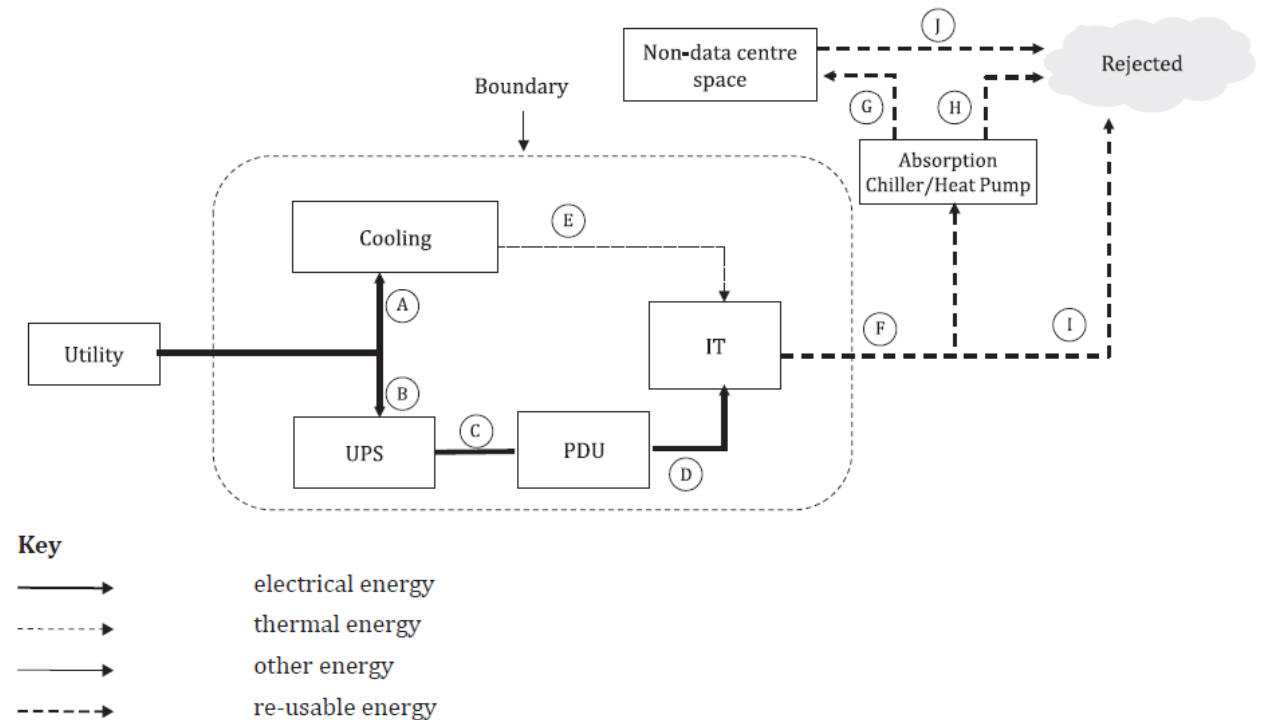 J
Non-data centre
space
Rejected
Boundary
G
H
Absorption
Chiller/Heat Pump
Cooling
E
A
Utility
IT
F
I
B
UPS
C
PDU
D
Key
electrical energy
thermal energy
other energy
re-usable energy